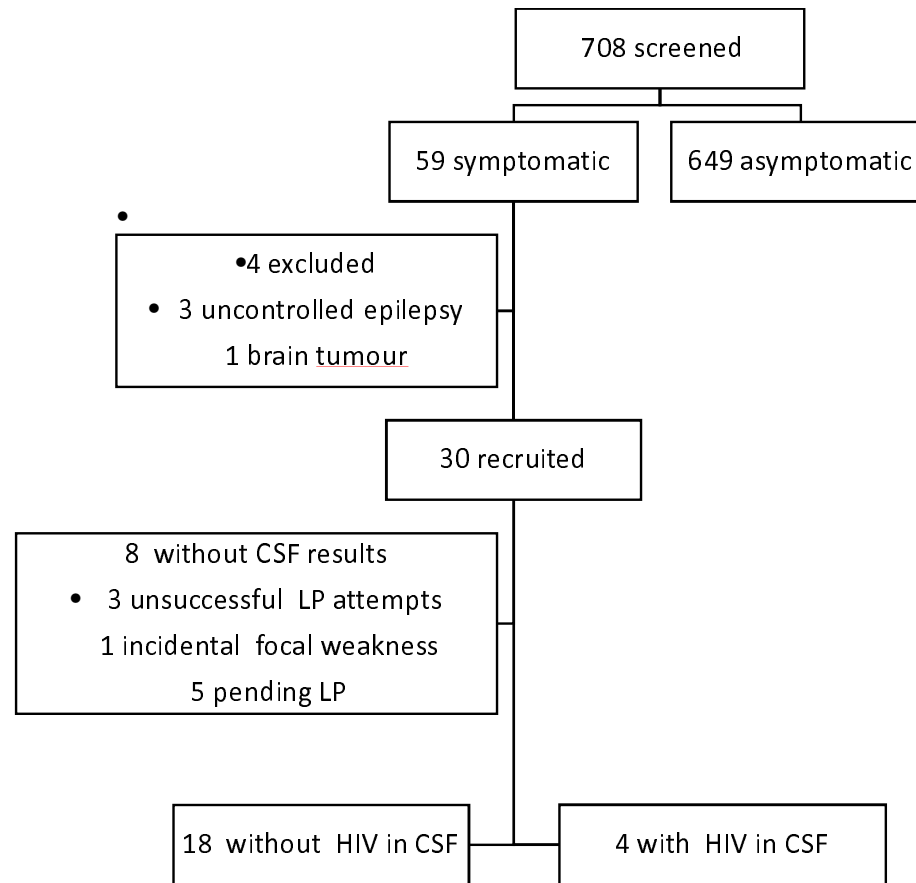 708 screened
59 symptomatic
649 asymptomatic
•
•4 excluded
• 3 uncontrolled epilepsy
1 brain tumour
30 recruited
8 without CSF results
• 3 unsuccessful LP attempts
1 incidental focal weakness
5 pending LP
18 without HIV in CSF
4 with HIV in CSF